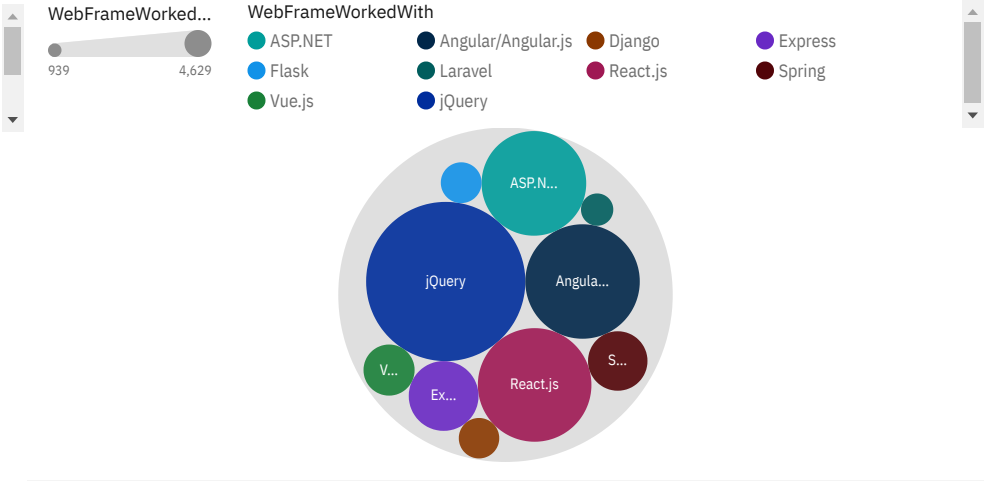 WebFrameWorked...
939 4,629
WebFrameWorkedWith
ASP.NET Angular/Angular.js Django Express
Flask Laravel React.js Spring
Vue.js jQuery
ASP.N...
jQuery Angula...
S...
V...
React.js
Ex...